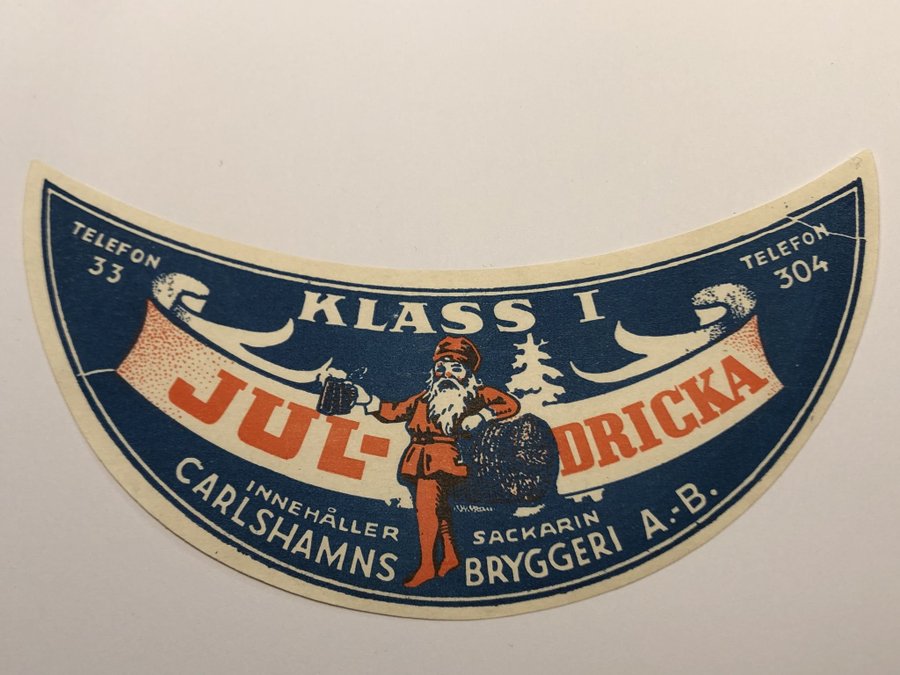 TELEFON
33
KLASS I
TELEFON
304
JUL-DRICKA
INNEHÅLLER SACKARIN
CARLSHAMNS BRYGGERI A.-B.